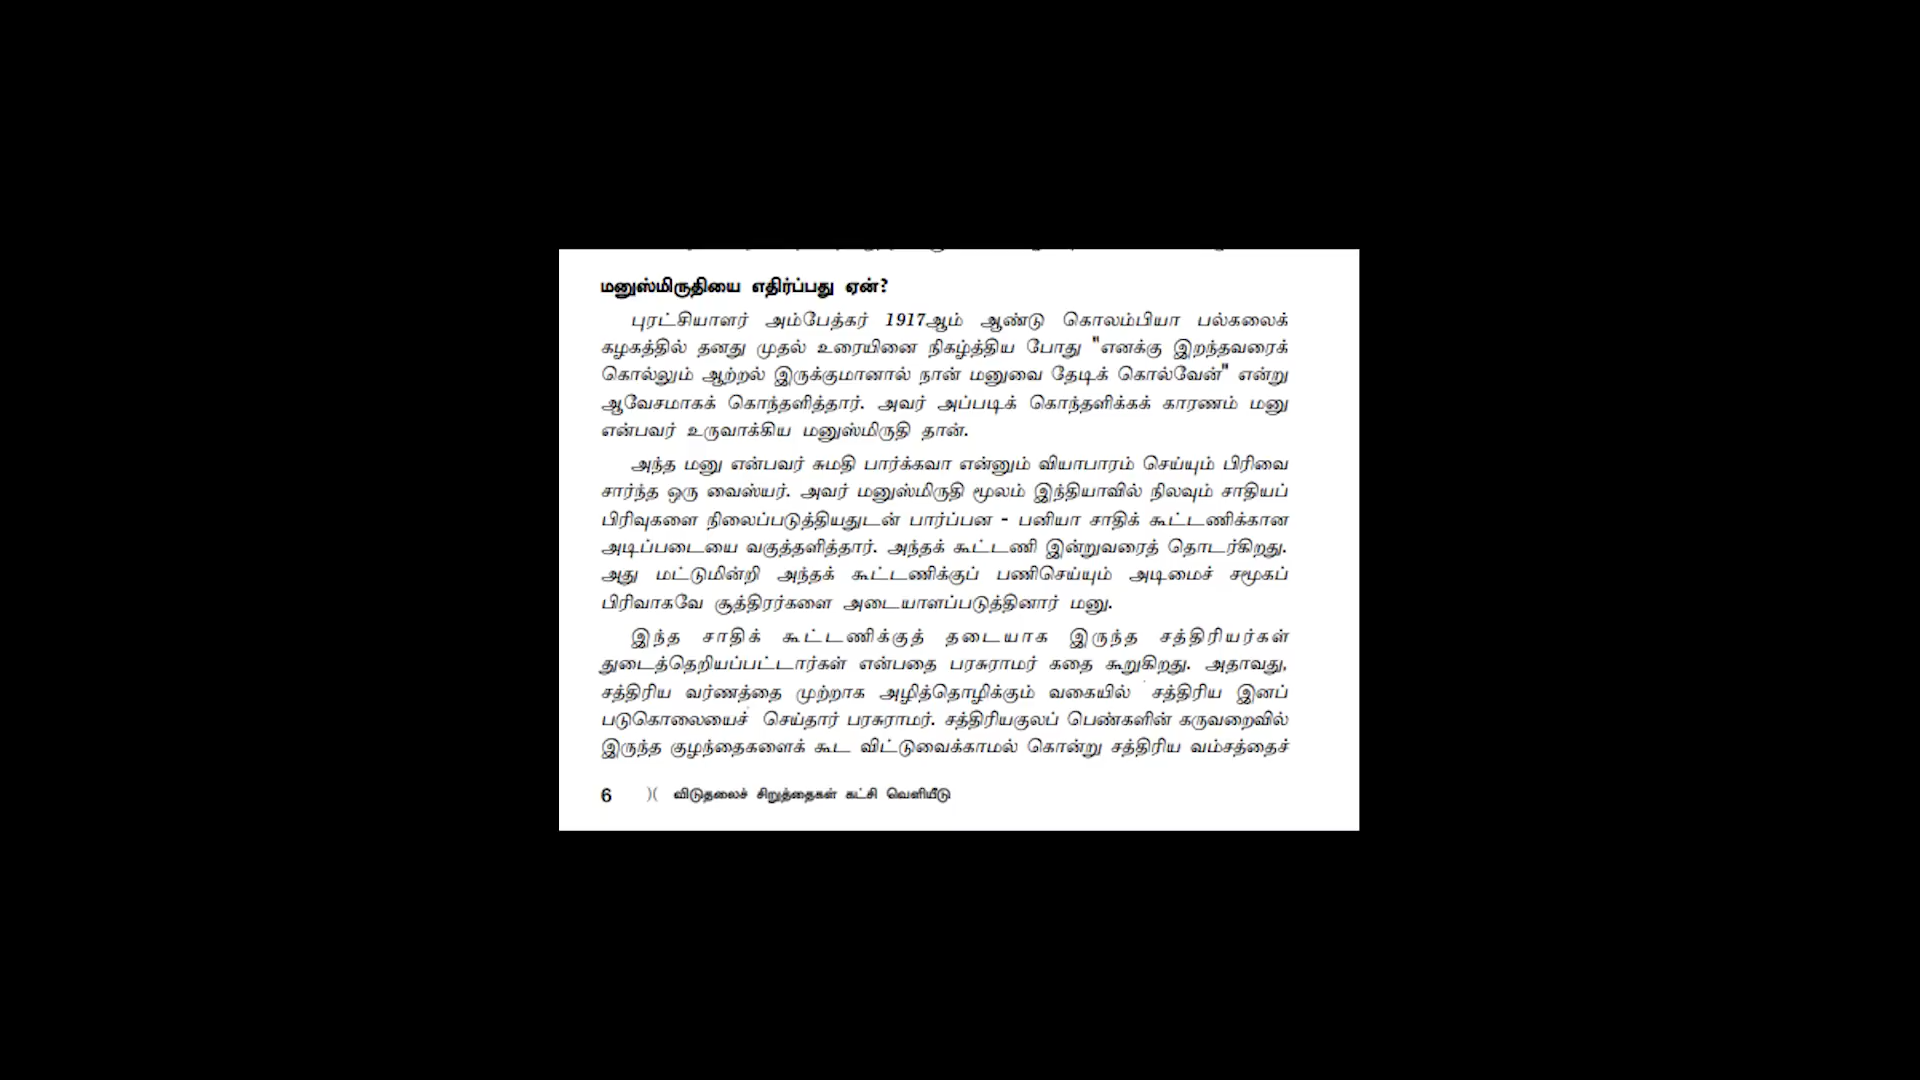 மனுஸ்மிருதியை எதிர்ப்பது ஏன்?
புரட்சியாளர் அம்பேத்கர் 1917ஆம் ஆண்டு கொலம்பியா பல்கலைக்
கழகத்தில் தனது முதல் உரையினை நிகழ்த்திய போது "எனக்கு இறந்தவரைக்
கொல்லும் ஆற்றல் இருக்குமானால் நான் மனுவை தேடிக் கொல்வேன்" என்று
ஆவேசமாகக் கொந்தளித்தார். அவர் அப்படிக் கொந்தளிக்கக் காரணம் மனு
என்பவர் உருவாக்கிய மனுஸ்மிருதி தான்.
அந்த மனு என்பவர் சுமதி பார்க்கவா என்னும் வியாபாரம் செய்யும் பிரிவை
சார்ந்த ஒரு வைஸ்யர். அவர் மனுஸ்மிருதி மூலம் இந்தியாவில் நிலவும் சாதியப்
பிரிவுகளை நிலைப்படுத்தியதுடன் பார்ப்பன - பனியா சாதிக் கூட்டணிக்கான
அடிப்படையை வகுத்தளித்தார். அந்தக் கூட்டணி இன்றுவரைத் தொடர்கிறது.
அது மட்டுமின்றி அந்தக் கூட்டணிக்குப் பணிசெய்யும் அடிமைச் சமூகப்
பிரிவாகவே சூத்திரர்களை அடையாளப்படுத்தினார் மனு.
இந்த சாதிக் கூட்டணிக்குத் தடையாக இருந்த சத்திரியர்கள்
துடைத்தெறியப்பட்டார்கள் என்பதை பரசுராமர் கதை கூறுகிறது. அதாவது,
சத்திரிய வர்ணத்தை முற்றாக அழித்தொழிக்கும் வகையில் சத்திரிய இனப்
படுகொலையைச் செய்தார் பரசுராமர். சத்திரியகுலப் பெண்களின் கருவறைவில்
இருந்த குழந்தைகளைக் கூட விட்டுவைக்காமல் கொன்று சத்திரிய வம்சத்தைச்
6 )( விடுதலைச் சிறுத்தைகள் கட்சி வெளியீடு